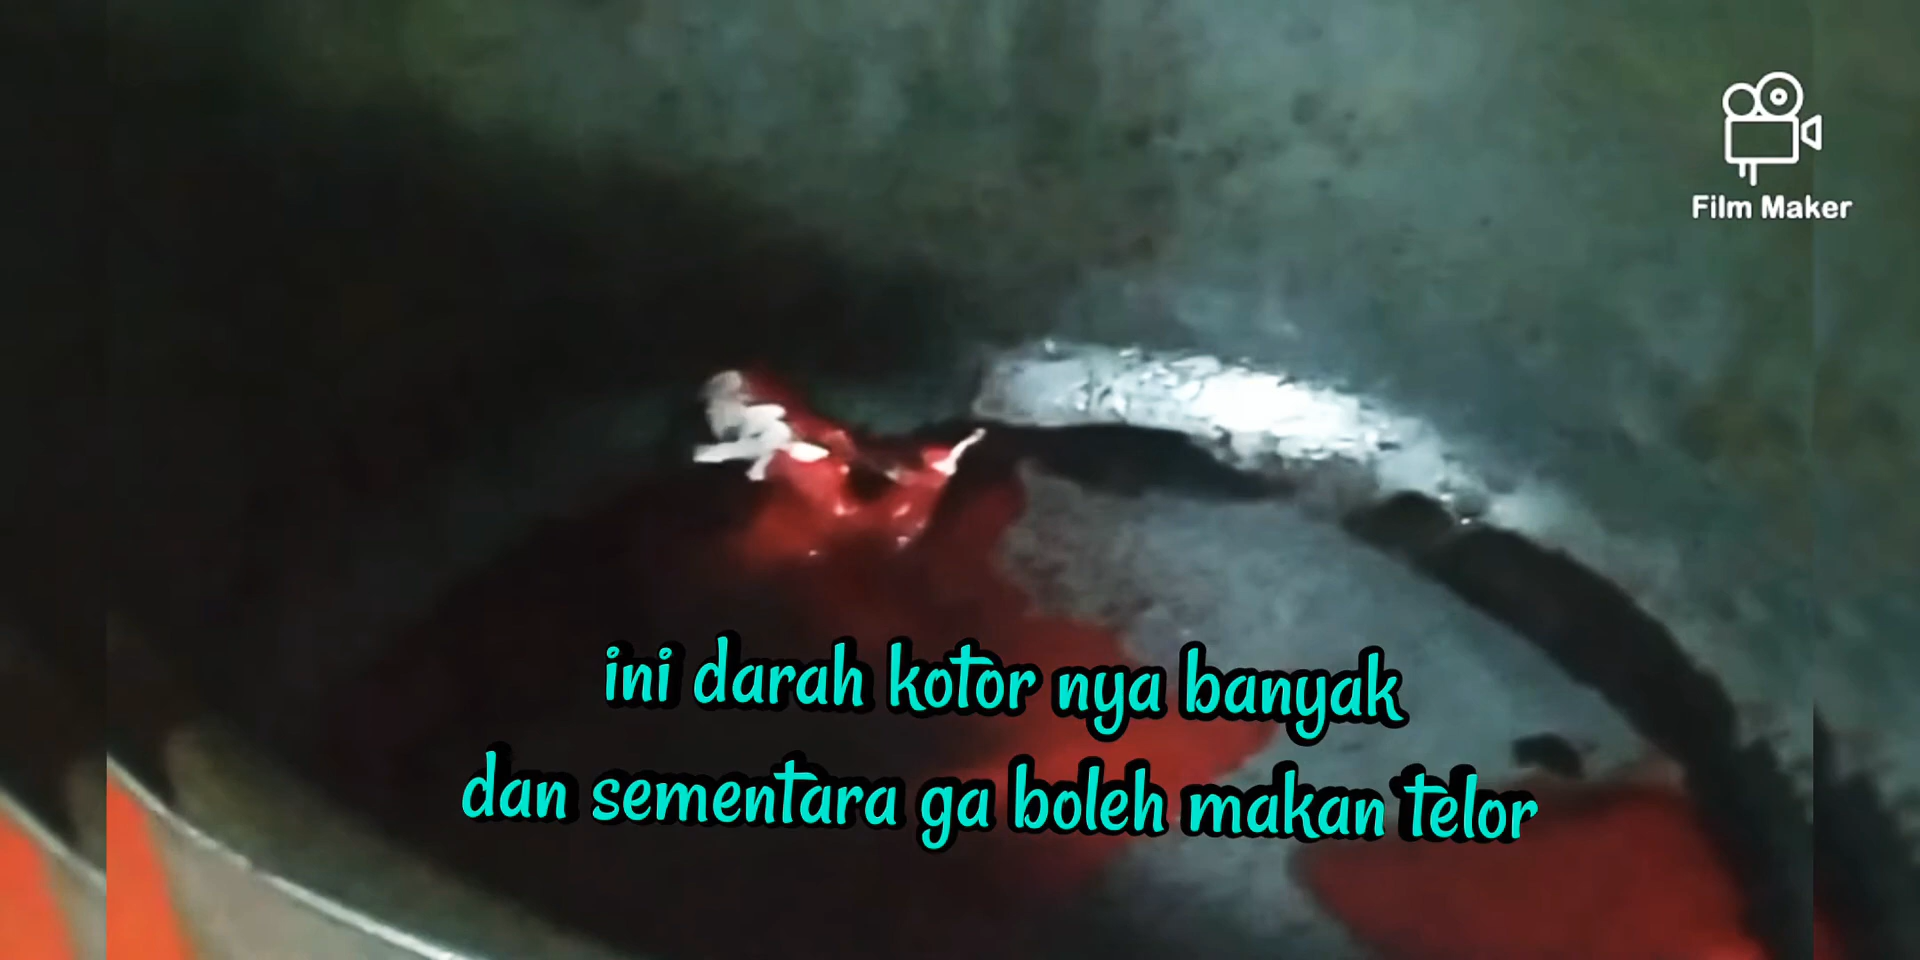 Film Maker
ini darah kotor nya banyak
dan sementara ga boleh makan telor